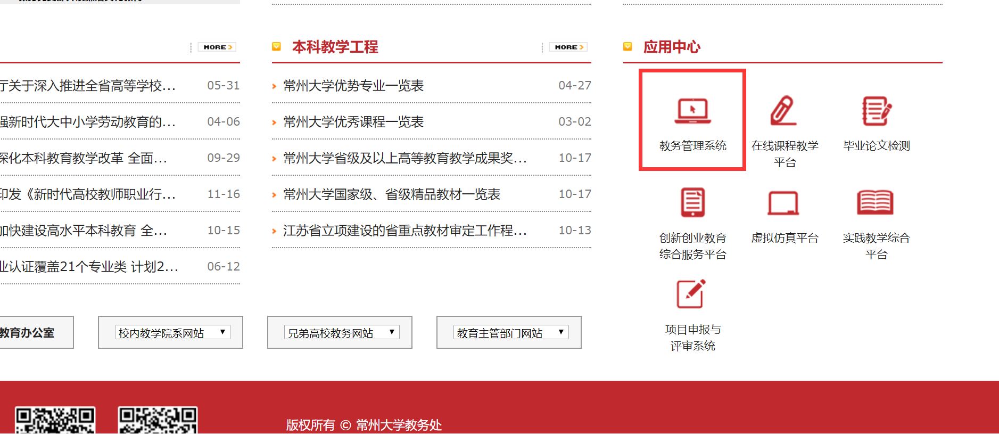 MORE
厅关于深入推进全省高等学校... 05-31
强新时代大中小学劳动教育的... 04-06
深化本科教育教学改革 全面... 09-29
印发《新时代高校教师职业行... 11-16
加快建设高水平本科教育 全... 10-15
业认证覆盖21个专业类 计划2... 06-12
本科教学工程 MORE
常州大学优势专业一览表 04-27
常州大学优秀课程一览表 03-02
常州大学省级及以上高等教育教学成果奖... 10-17
常州大学国家级、省级精品教材一览表 10-17
江苏省立项建设的省重点教材审定工作程... 10-13
应用中心
教务管理系统
在线课程教学
平台
毕业论文检测
创新创业教育
综合服务平台
虚拟仿真平台
实践教学综合
平台
项目申报与
评审系统
教育办公室
校内教学院系网站
兄弟高校教务网站
教育主管部门网站
版权所有 © 常州大学教务处